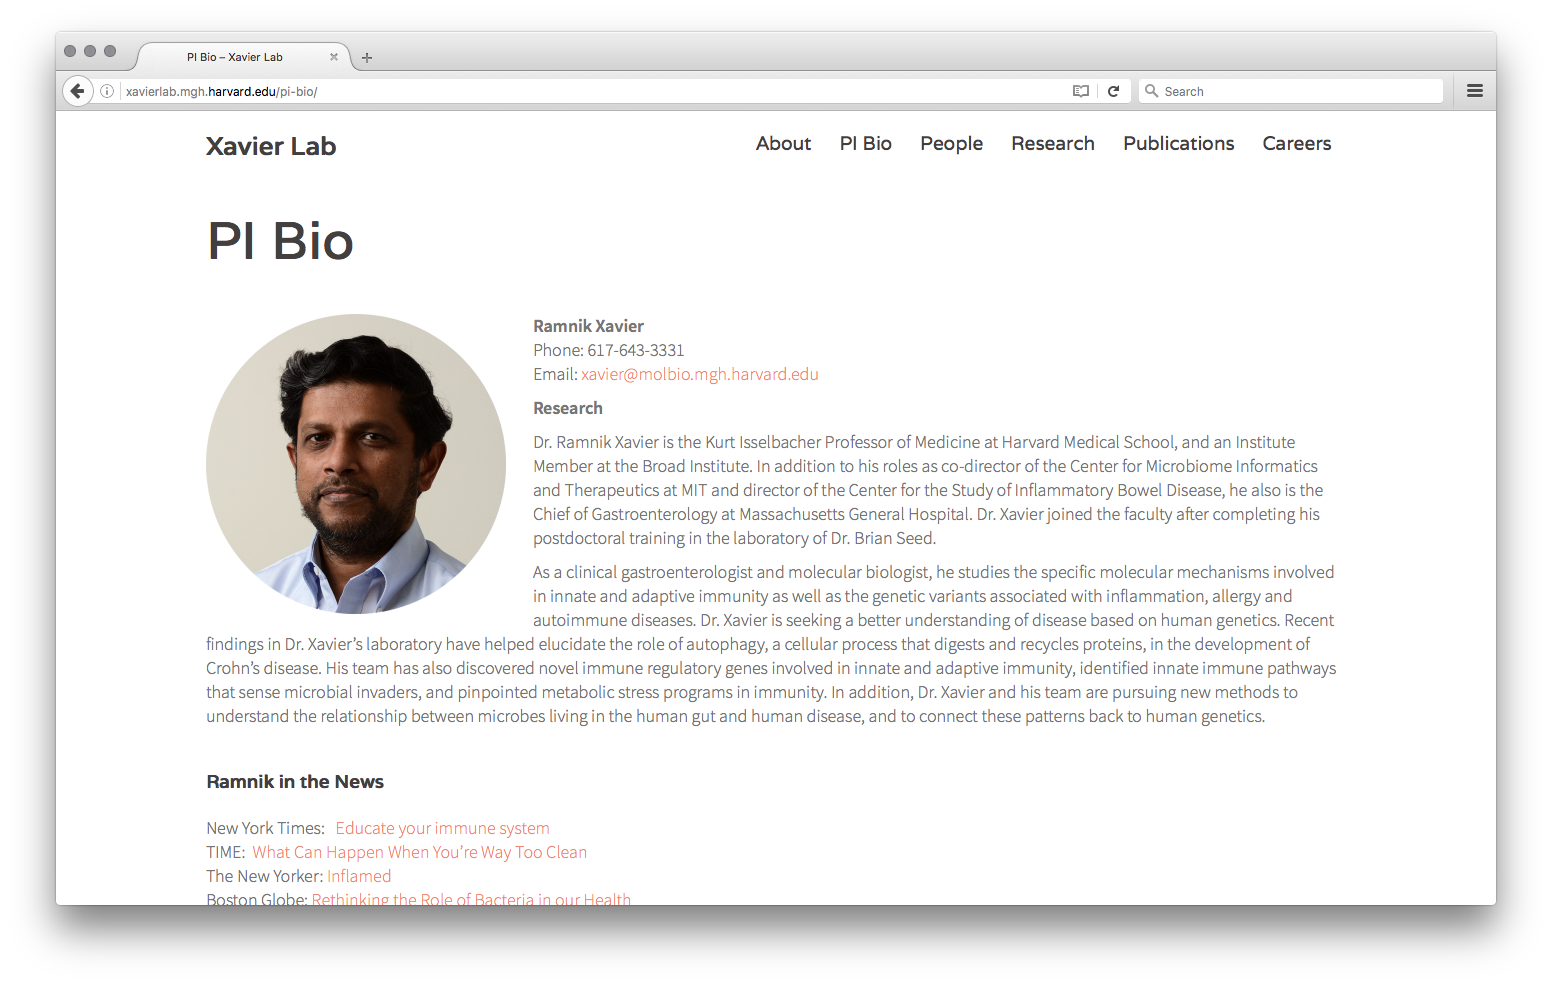 PI Bio – Xavier Lab
xavierlab.mgh.harvard.edu/pi-bio/
Search
Xavier Lab
About
PI Bio
People
Research
Publications
Careers
PI Bio
Ramnik Xavier
Phone: 617-643-3331
Email: xavier@molbio.mgh.harvard.edu
Research
Dr. Ramnik Xavier is the Kurt Isselbacher Professor of Medicine at Harvard Medical School, and an Institute
Member at the Broad Institute. In addition to his roles as co-director of the Center for Microbiome Informatics
and Therapeutics at MIT and director of the Center for the Study of Inflammatory Bowel Disease, he also is the
Chief of Gastroenterology at Massachusetts General Hospital. Dr. Xavier joined the faculty after completing his
postdoctoral training in the laboratory of Dr. Brian Seed.
As a clinical gastroenterologist and molecular biologist, he studies the specific molecular mechanisms involved
in innate and adaptive immunity as well as the genetic variants associated with inflammation, allergy and
autoimmune diseases. Dr. Xavier is seeking a better understanding of disease based on human genetics. Recent
findings in Dr. Xavier’s laboratory have helped elucidate the role of autophagy, a cellular process that digests and recycles proteins, in the development of
Crohn’s disease. His team has also discovered novel immune regulatory genes involved in innate and adaptive immunity, identified innate immune pathways
that sense microbial invaders, and pinpointed metabolic stress programs in immunity. In addition, Dr. Xavier and his team are pursuing new methods to
understand the relationship between microbes living in the human gut and human disease, and to connect these patterns back to human genetics.
Ramnik in the News
New York Times: Educate your immune system
TIME: What Can Happen When You’re Way Too Clean
The New Yorker: Inflamed
Boston Globe: Rethinking the Role of Bacteria in our Health